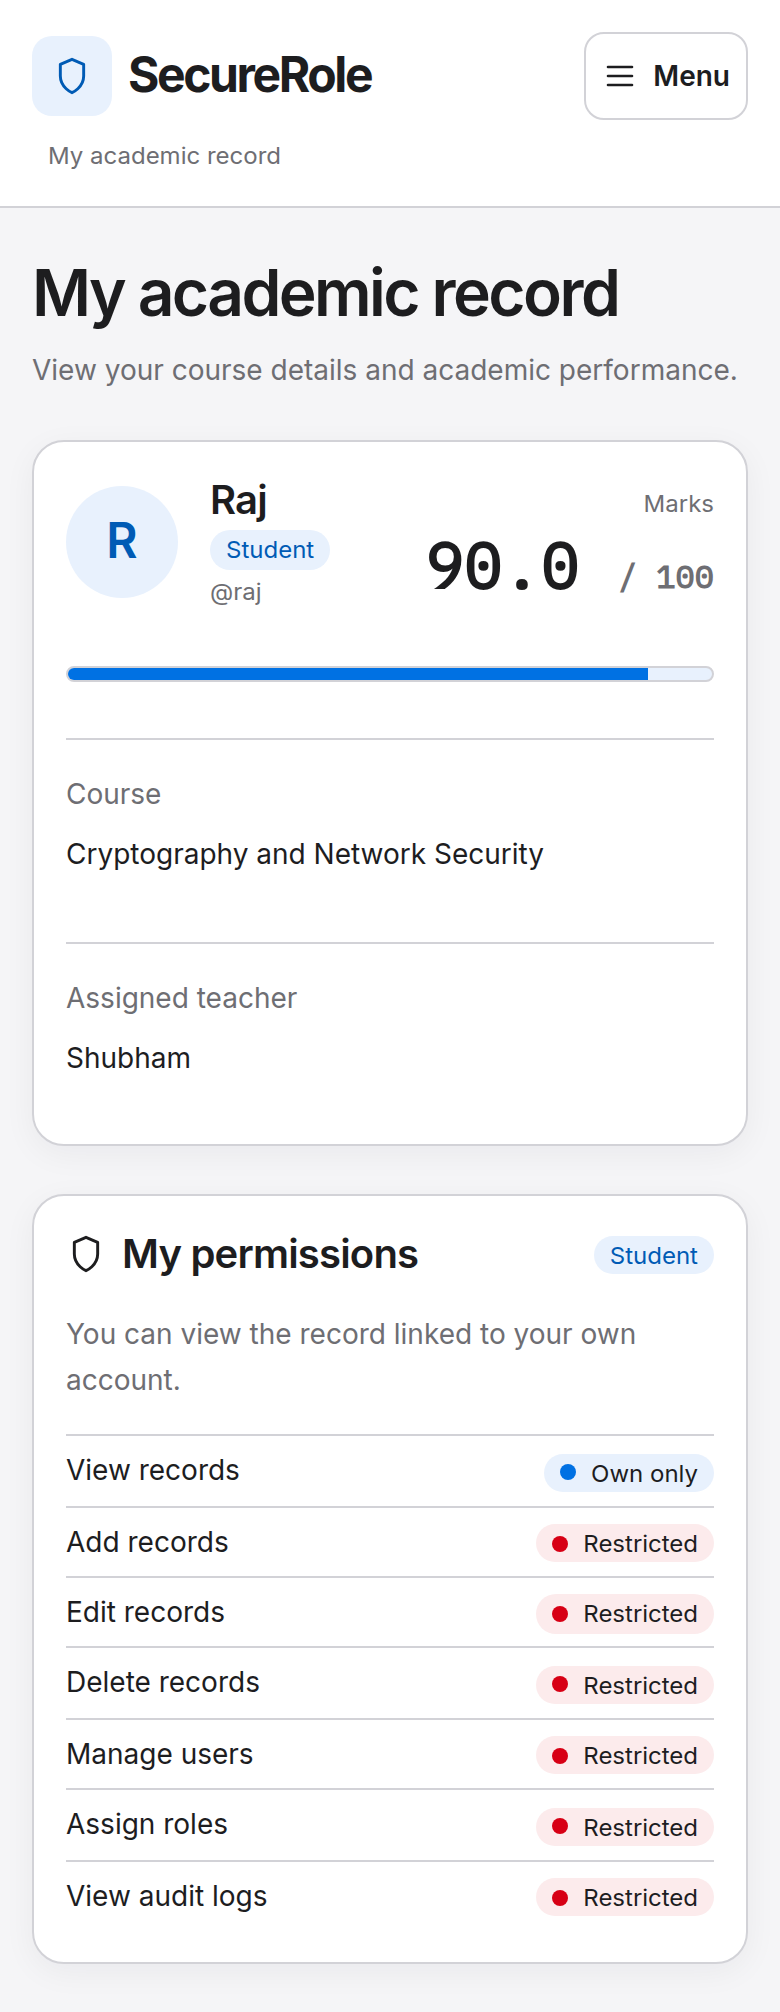 SecureRole
Menu
My academic record
My academic record
View your course details and academic performance.
R
Raj
Student
@raj
Marks
90.0 / 100
Course
Cryptography and Network Security
Assigned teacher
Shubham
My permissions
Student
You can view the record linked to your own
account.
View records
Own only
Add records
Restricted
Edit records
Restricted
Delete records
Restricted
Manage users
Restricted
Assign roles
Restricted
View audit logs
Restricted